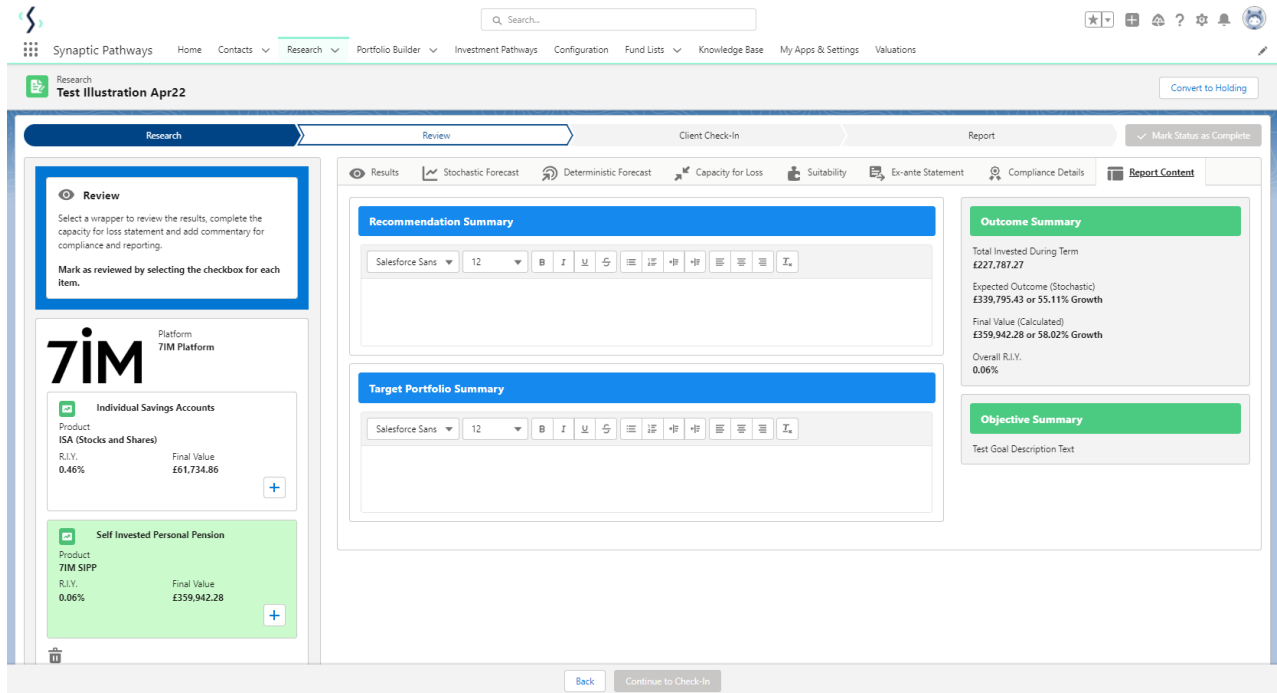 Search...
Synaptic Pathways
Home
Contacts
Research
Portfolio Builder
Investment Pathways
Configuration
Fund Lists
Knowledge Base
My Apps & Settings
Valuations
Research
Test Illustration Apr22
Convert to Holding
Research
Review
Client Check-In
Report
Mark Status as Complete
Review
Select a wrapper to review the results, complete the
capacity for loss statement and add commentary for
compliance and reporting.
Mark as reviewed by selecting the checkbox for each
item.
7iM
Platform
7IM Platform
Individual Savings Accounts
Product
ISA (Stocks and Shares)
R.I.Y.
Final Value
0.46%
£61,734.86
Self Invested Personal Pension
Product
7IM SIPP
R.I.Y.
Final Value
0.06%
£359,942.28
Results
Stochastic Forecast
Deterministic Forecast
Capacity for Loss
Suitability
Ex-ante Statement
Compliance Details
Report Content
Recommendation Summary
Salesforce Sans
12
B I U S
Target Portfolio Summary
Salesforce Sans
12
B I U S
Outcome Summary
Total Invested During Term
£227,787.27
Expected Outcome (Stochastic)
£339,795.43 or 55.11% Growth
Final Value (Calculated)
£359,942.28 or 58.02% Growth
Overall R.I.Y.
0.06%
Objective Summary
Test Goal Description Text
Back
Continue to Check-In